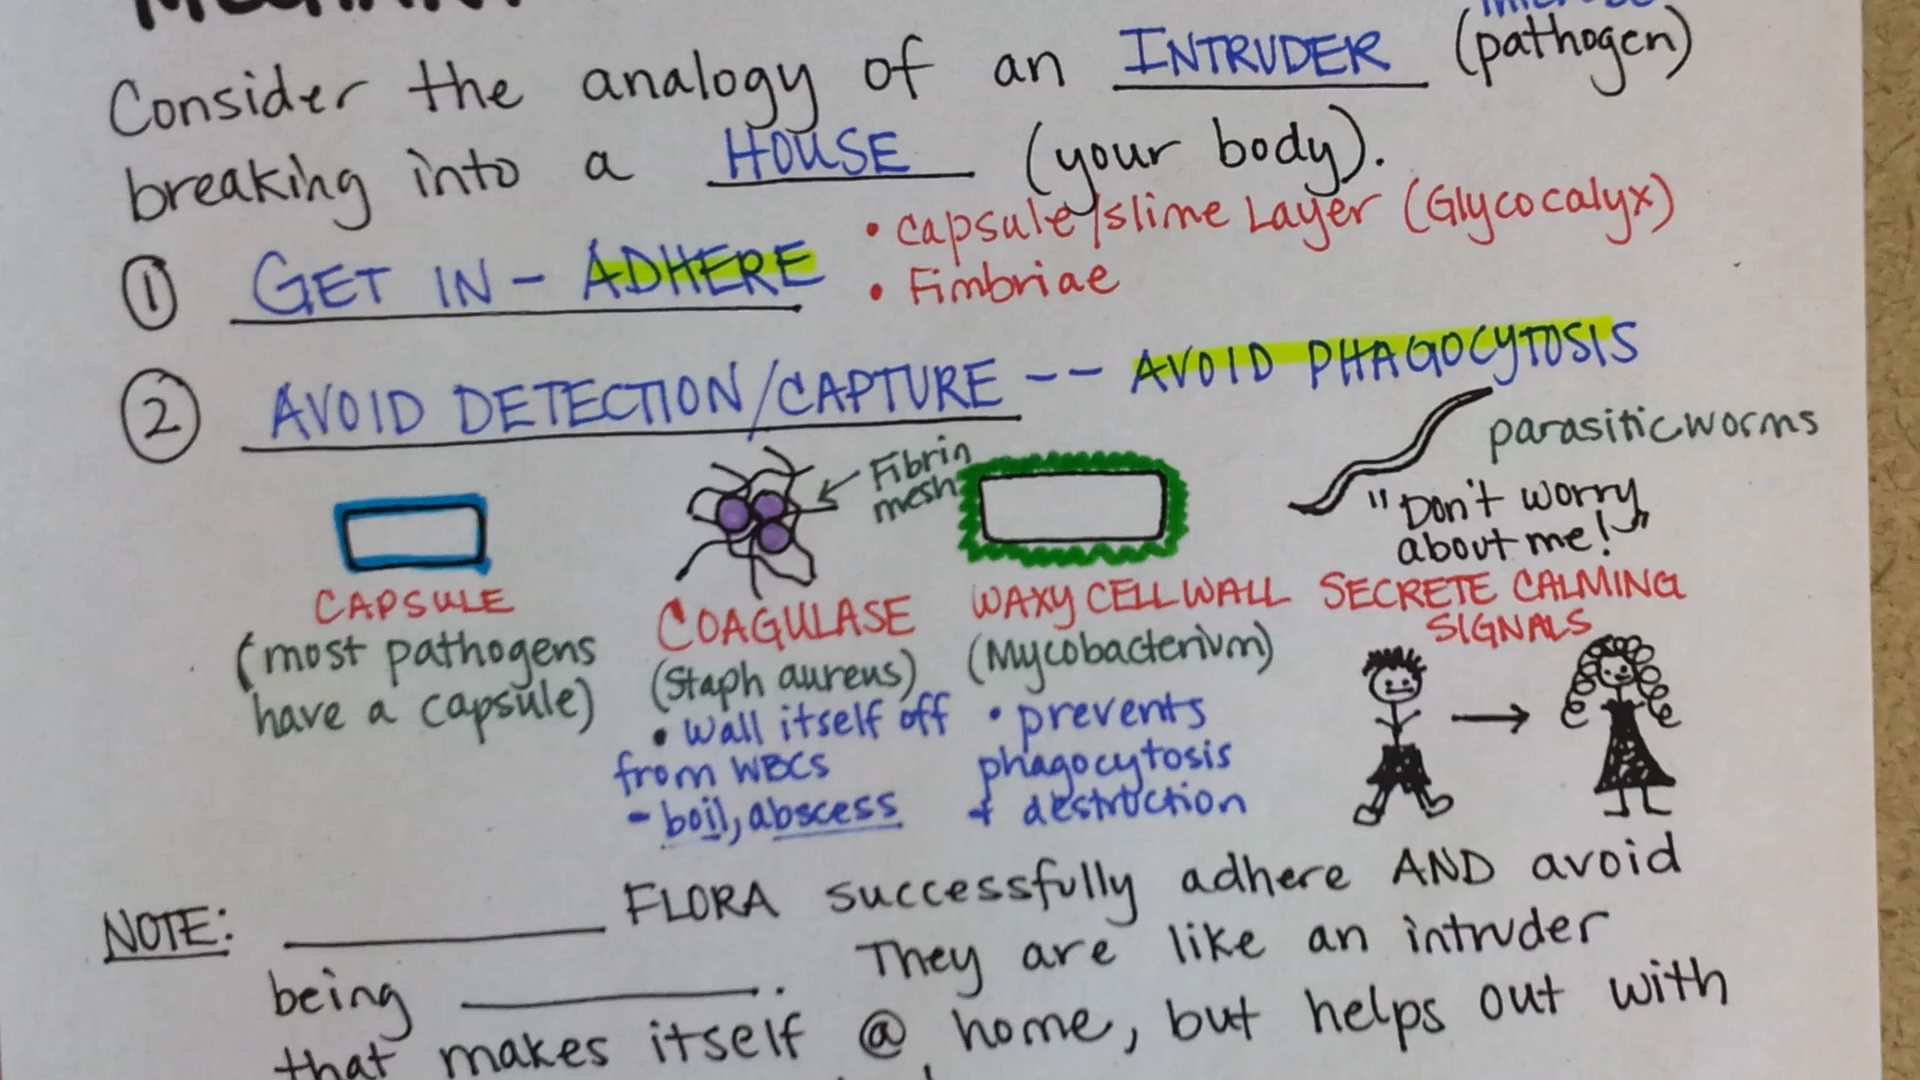 Consider the analogy of an INTRUDER (pathogen)
breaking into a HOUSE (your body).
① GET IN - ADHERE
• capsule/slime Layer (Glycocalyx)
• Fimbriae
② AVOID DETECTION/CAPTURE -- AVOID PHAGOCYTOSIS
Fibrin
mesh
parasitic worms
"Don't worry
about me!"
CAPSULE
(most pathogens
have a capsule)
COAGULASE
(Staph aureus)
• wall itself off
from WBCs
- boil, abscess
WAXY CELL WALL
(Mycobacterium)
• prevents
phagocytosis
+ destruction
SECRETE CALMING
SIGNALS
NOTE: ________ FLORA successfully adhere AND avoid
being ________. They are like an intruder
that makes itself @ home, but helps out with